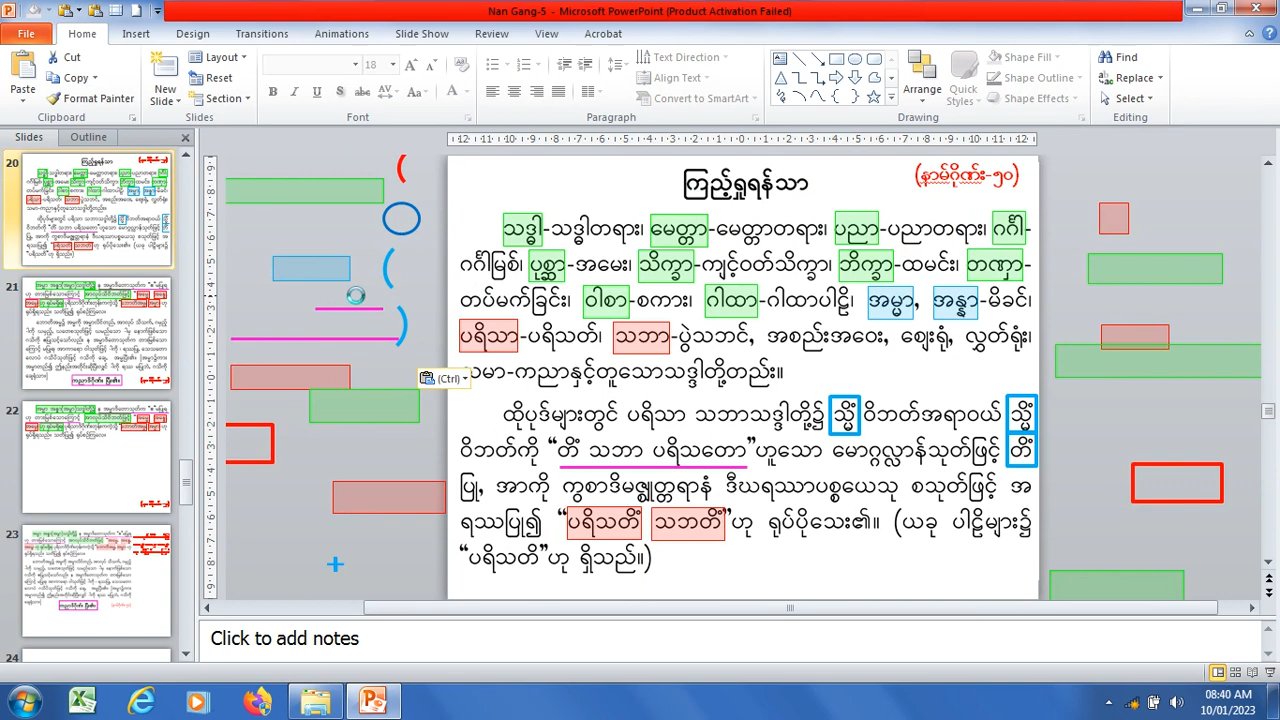 Nan Gang-5 - Microsoft PowerPoint (Product Activation Failed)
File Home Insert Design Transitions Animations Slide Show Review View Acrobat
Paste Cut Copy Format Painter
Clipboard
New Slide Layout Reset Section
Slides
18
Font
Text Direction Align Text Convert to SmartArt
Paragraph
Arrange Quick Styles Shape Fill Shape Outline Shape Effects
Drawing
Find Replace Select
Editing
Slides Outline
20
21
22
23
24
(Ctrl)
ကြည့်ရှုရန်သာ
(နာမ်ဂိုဏ်း-၅၀)
သဒ္ဓါ-သဒ္ဓါတရား၊ မေတ္တာ-မေတ္တာတရား၊ ပညာ-ပညာတရား၊ ဂင်္ဂါ-
ဂင်္ဂါမြစ်၊ ပုစ္ဆာ-အမေး၊ သိက္ခာ-ကျင့်ဝတ်သိက္ခာ၊ ဘိက္ခာ-ထမင်း၊ တဏှာ-
တပ်မက်ခြင်း၊ ဝါစာ-စကား၊ ဂါထာ-ဂါထာပါဠိ၊ အမ္မာ, အန္နာ-မိခင်၊
ပရိသာ-ပရိသတ်၊ သဘာ-ပွဲသဘင်, အစည်းအဝေး, ဈေးရုံး, လွှတ်ရုံး၊
သမာ-ကညာနှင့်တူသောသဒ္ဒါတို့တည်း။
ထိုပုဒ်များတွင် ပရိသာ သဘာသဒ္ဒါတို့၌ သ္မိံ ဝိဘတ်အရာဝယ် သ္မိံ
ဝိဘတ်ကို “တိံ သဘာ ပရိသတော”ဟူသော မောဂ္ဂလ္လာန်သုတ်ဖြင့် တိံ
ပြု, အာကို ဣစာဒိမဇ္ဈုတ္တရာနံ ဒီဃရဿာပစ္စယေသု စသုတ်ဖြင့် အ
ရဿပြု၍ “ပရိသတိံ သဘတိံ”ဟု ရုပ်ပိုသေး၏။ (ယခု ပါဠိများ၌
“ပရိသတိ”ဟု ရှိသည်။)
Click to add notes
08:40 AM
10/01/2023